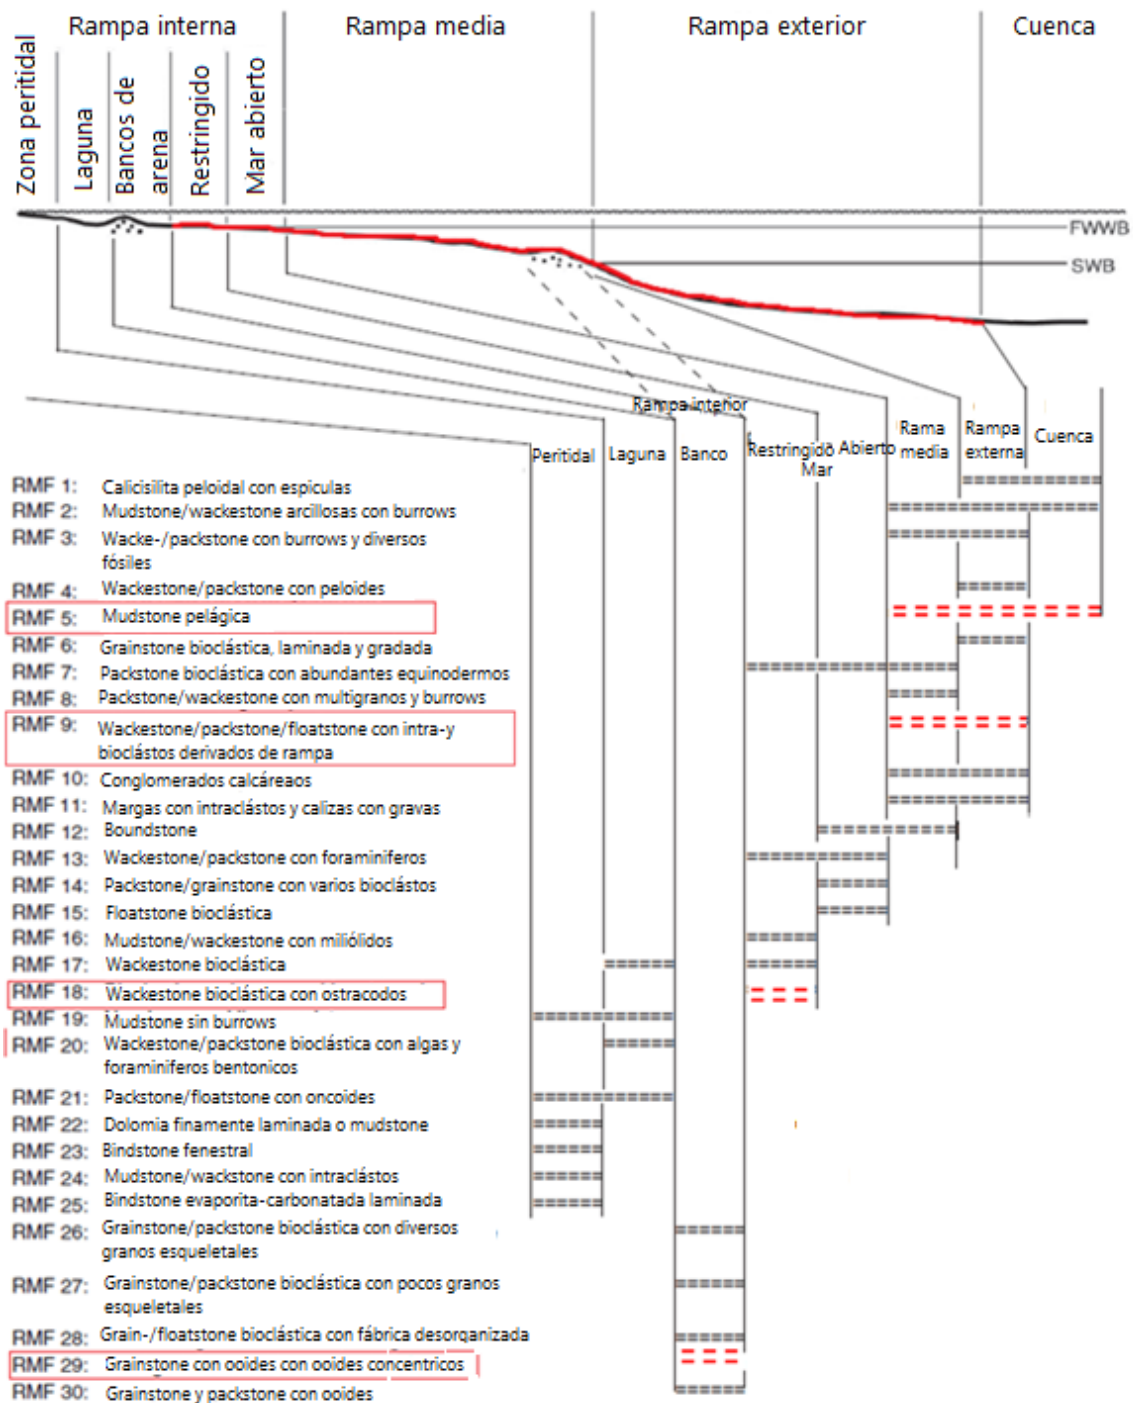 Rampa interna
Rampa media
Rampa exterior
Cuenca
Zona peritidal
Laguna
Bancos de
arena
Restringido
Mar abierto
FWWB
SWB
Rampa interior
Peritidal
Laguna
Banco
Restringido
Mar
Abierto
Rama
media
Rampa
externa
Cuenca
RMF 1: Calicisilita peloidal con espiculas
RMF 2: Mudstone/wackestone arcillosas con burrows
RMF 3: Wacke-/packstone con burrows y diversos
fósiles
RMF 4: Wackestone/packstone con peloides
RMF 5: Mudstone pelágica
RMF 6: Grainstone bioclástica, laminada y gradada
RMF 7: Packstone bioclástica con abundantes equinodermos
RMF 8: Packstone/wackestone con multigranos y burrows
RMF 9: Wackestone/packstone/floatstone con intra-y
bioclástos derivados de rampa
RMF 10: Conglomerados calcáreaos
RMF 11: Margas con intraclástos y calizas con gravas
RMF 12: Boundstone
RMF 13: Wackestone/packstone con foraminiferos
RMF 14: Packstone/grainstone con varios bioclástos
RMF 15: Floatstone bioclástica
RMF 16: Mudstone/wackestone con miliólidos
RMF 17: Wackestone bioclástica
RMF 18: Wackestone bioclástica con ostracodos
RMF 19: Mudstone sin burrows
RMF 20: Wackestone/packstone bioclástica con algas y
foraminiferos bentonicos
RMF 21: Packstone/floatstone con oncoides
RMF 22: Dolomia finamente laminada o mudstone
RMF 23: Bindstone fenestral
RMF 24: Mudstone/wackstone con intraclástos
RMF 25: Bindstone evaporita-carbonatada laminada
RMF 26: Grainstone/packstone bioclástica con diversos
granos esqueletales
RMF 27: Grainstone/packstone bioclástica con pocos granos
esqueletales
RMF 28: Grain-/floatstone bioclástica con fábrica desorganizada
RMF 29: Grainstone con ooides con ooides concentricos
RMF 30: Grainstone y packstone con ooides